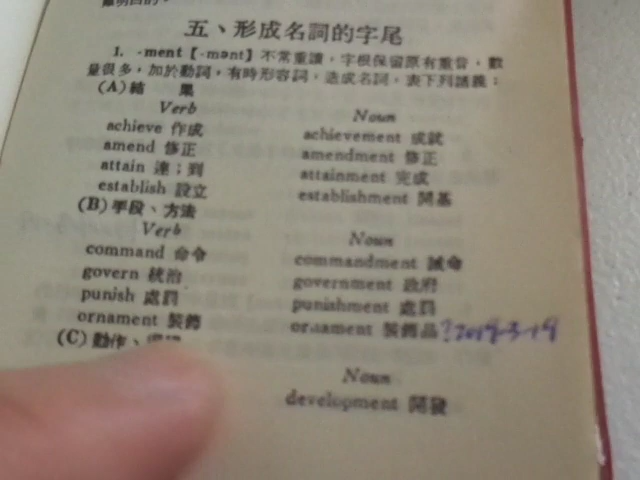 五、形成名詞的字尾
1. -ment [-mənt] 不常重讀，字根保留原有重音，數
量很多，加於動詞，有時形容詞，造成名詞，表下列諸義：
(A) 結果
Verb Noun
achieve 作成 achievement 成就
amend 修正 amendment 修正
attain 達；到 attainment 完成
establish 設立 establishment 開基
(B) 手段、方法
Verb Noun
command 命令 commandment 誡命
govern 統治 government 政府
punish 處罰 punishment 處罰
ornament 裝飾 ornament 裝飾品 ? 2019-3-19
(C) 動作、
Noun
development 開發